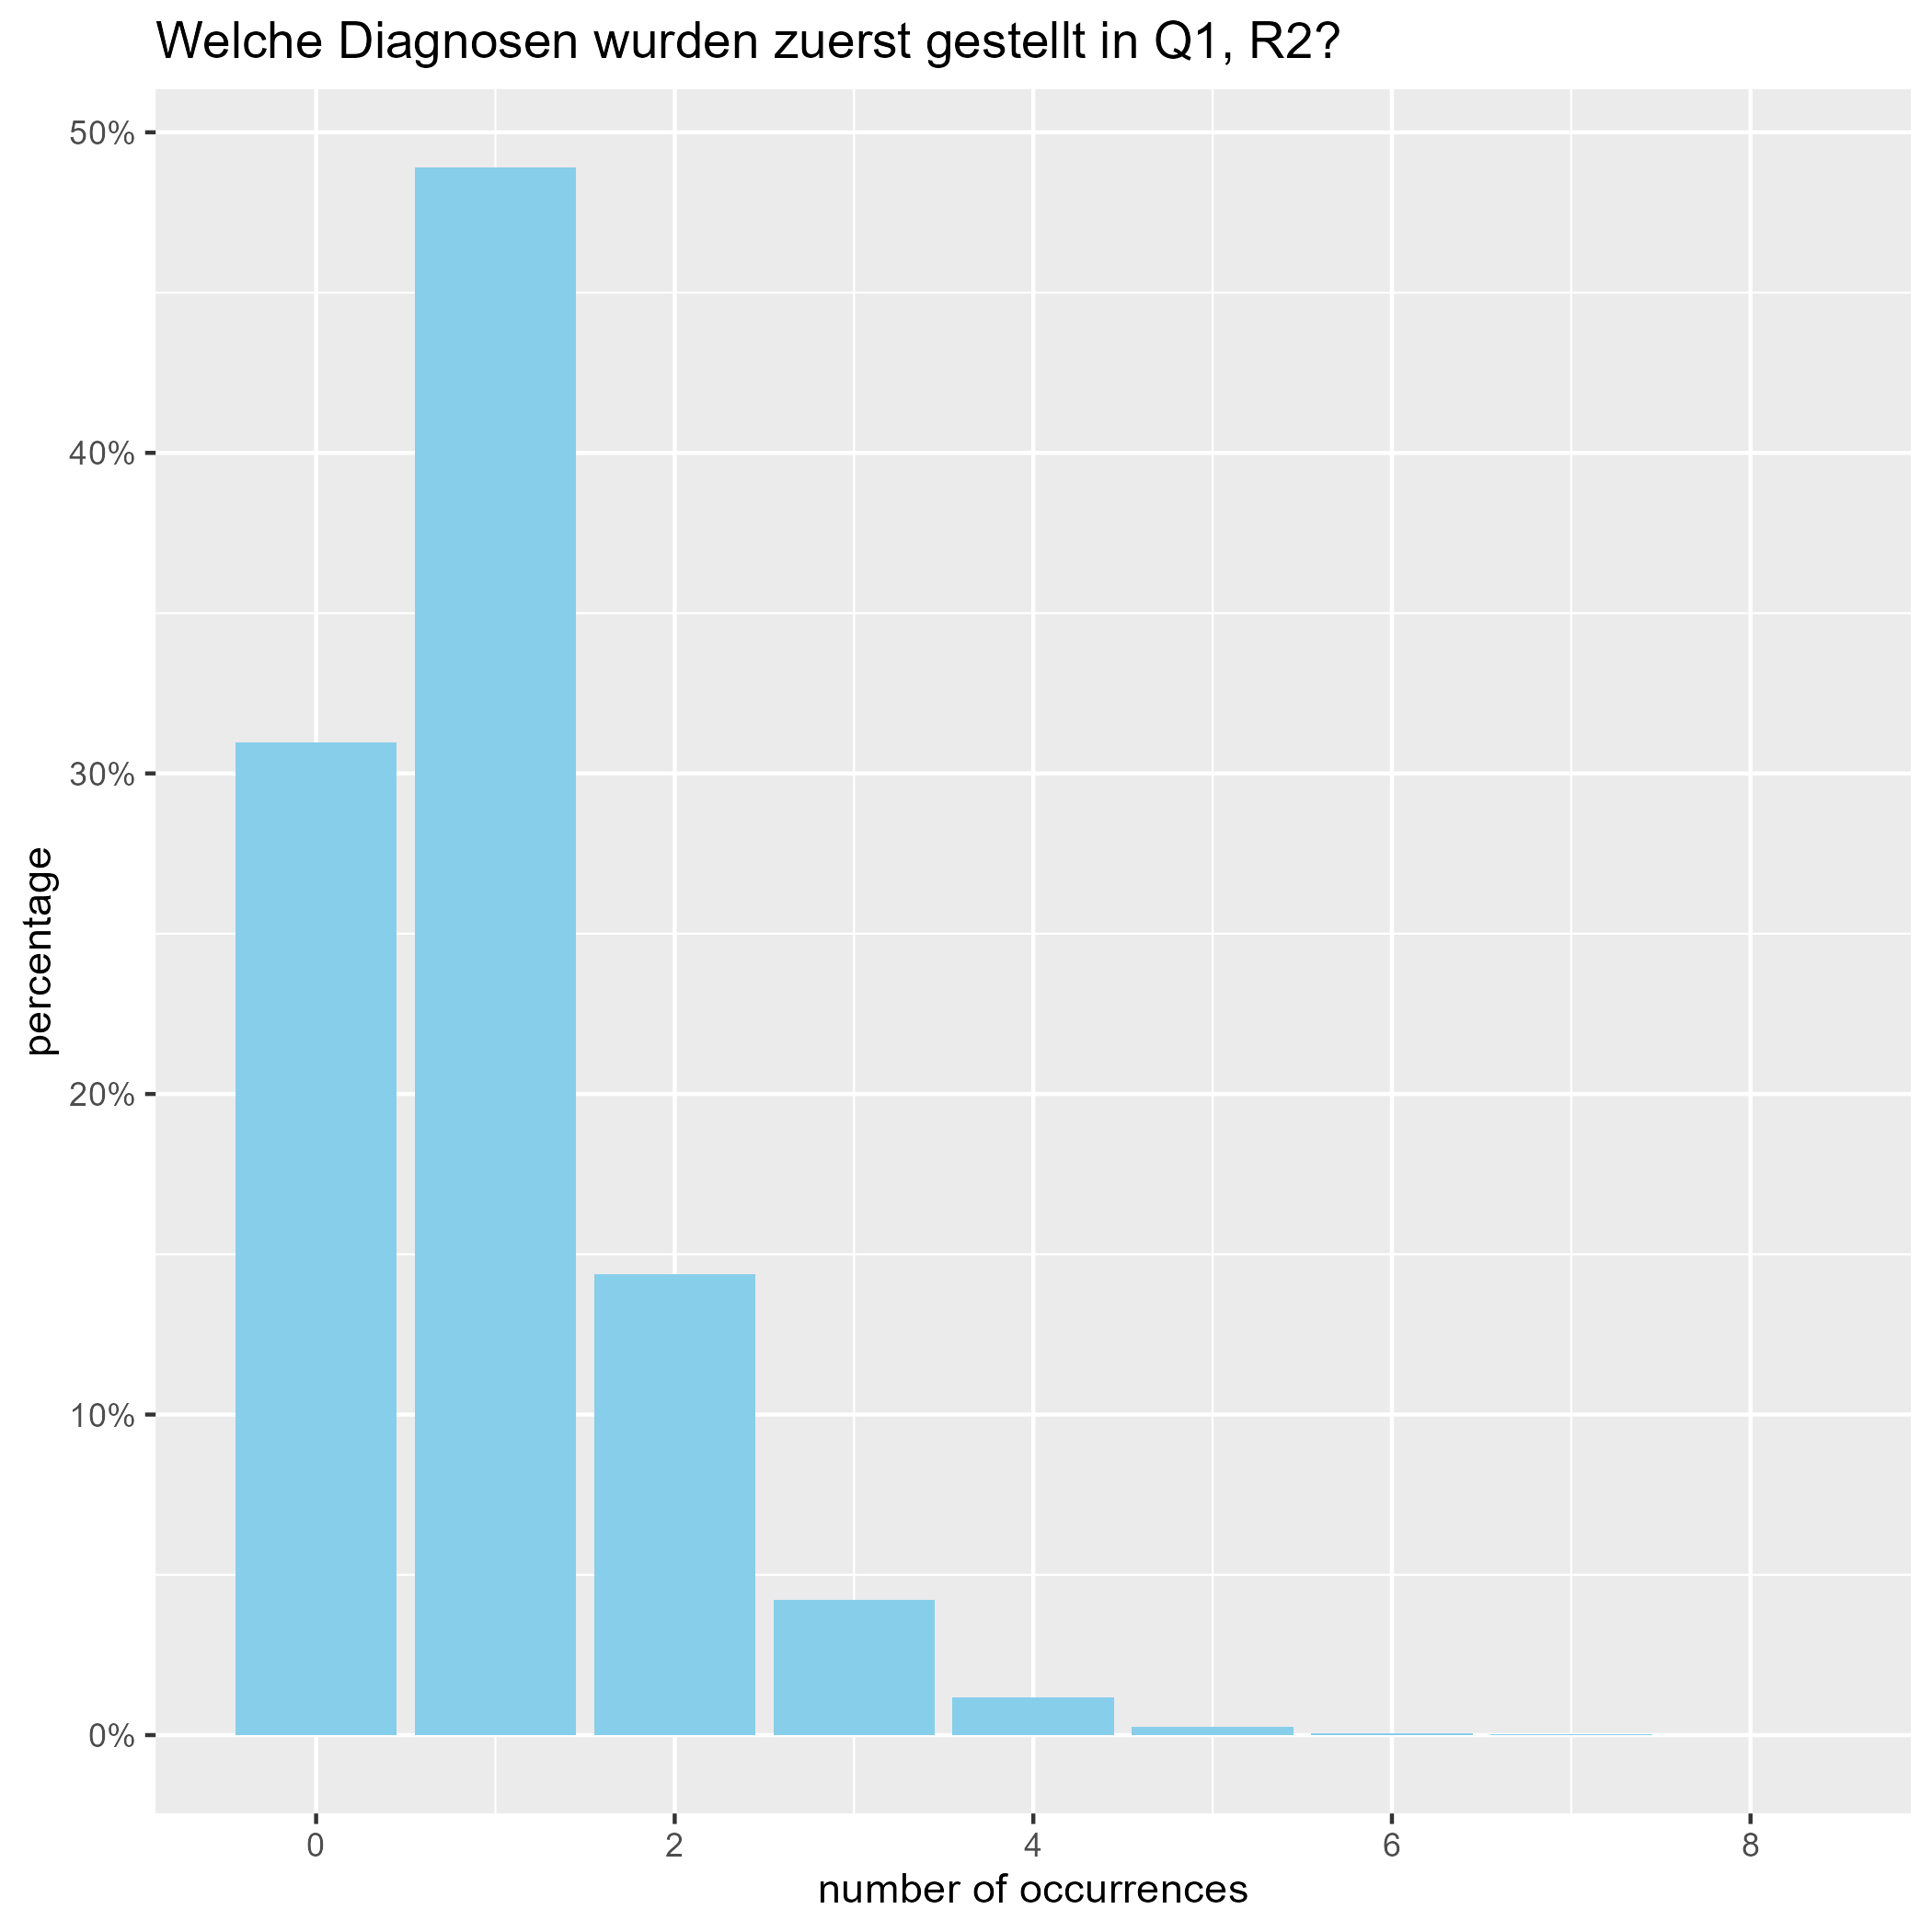 Welche Diagnosen wurden zuerst gestellt in Q1, R2?
50%
40%
30%
20%
10%
0%
percentage
0 2 4 6 8
number of occurrences